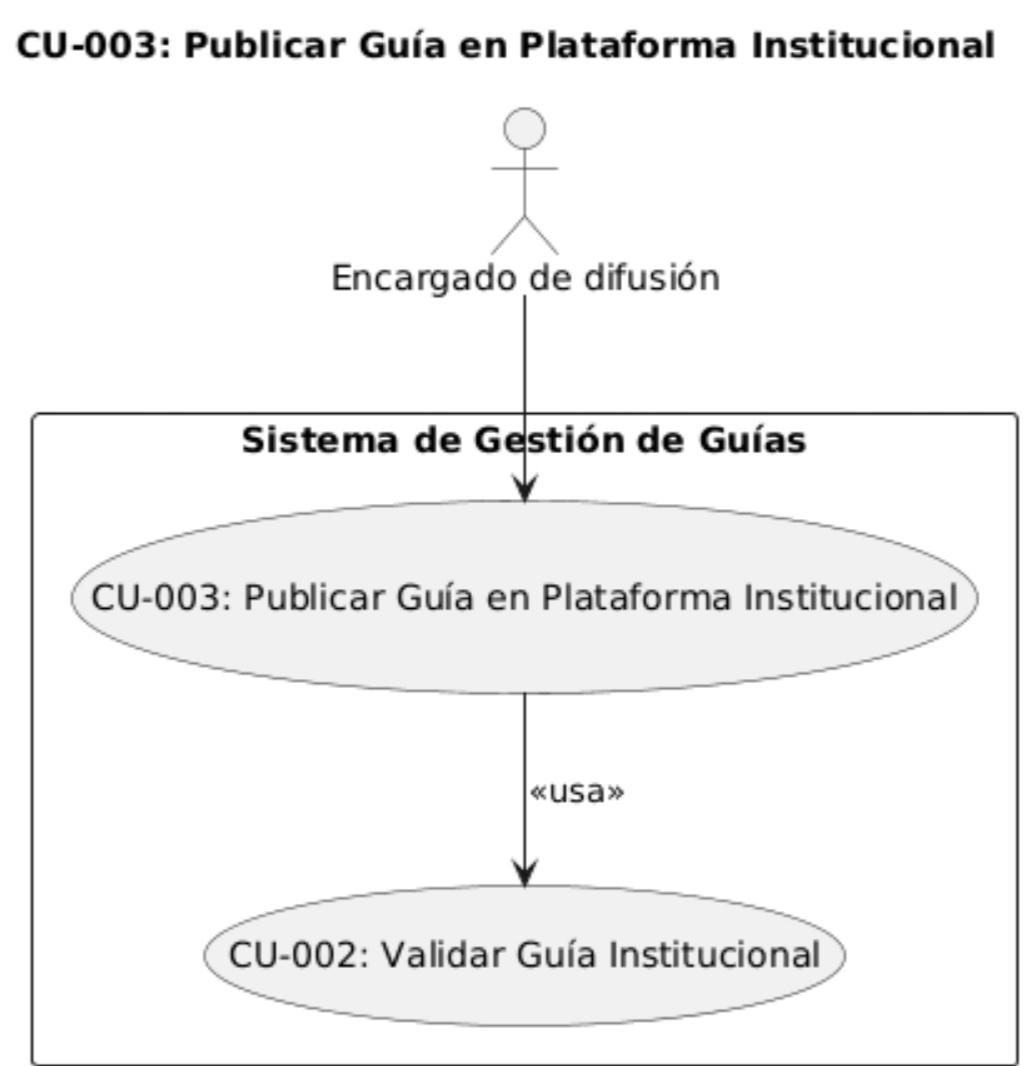 CU-003: Publicar Guía en Plataforma Institucional
Encargado de difusión
Sistema de Gestión de Guías
CU-003: Publicar Guía en Plataforma Institucional
«usa»
CU-002: Validar Guía Institucional